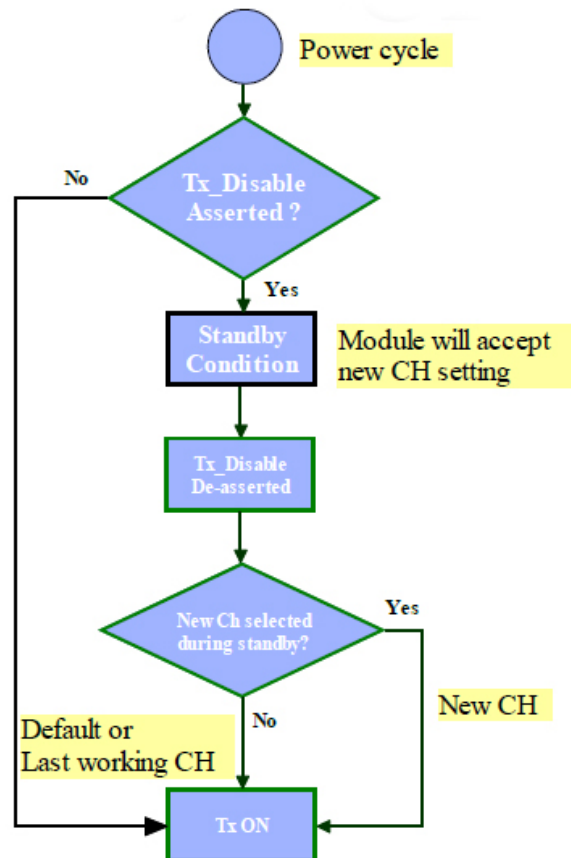 Power cycle
No
Tx_Disable
Asserted ?
Yes
Standby
Condition
Module will accept
new CH setting
Tx_Disable
De-asserted
New Ch selected
during standby?
Yes
New CH
No
Default or
Last working CH
Tx ON